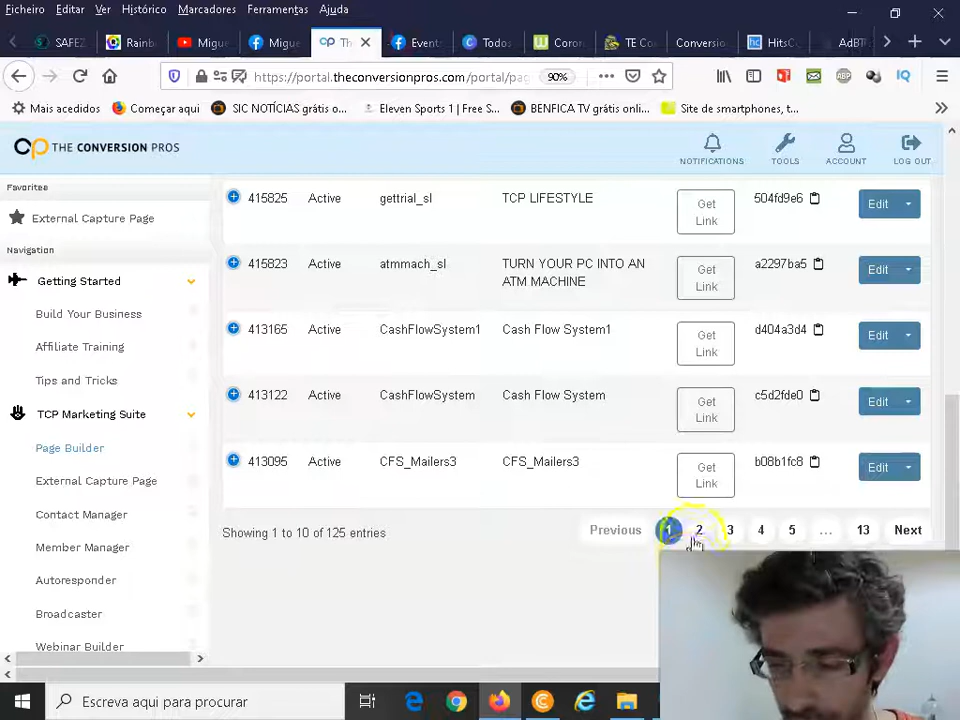 Ficheiro Editar Ver Histórico Marcadores Ferramentas Ajuda
SAFEZ Rainb Migue Migue Th Event Todos Coron TE Co Conversio HitsC AdBT
https://portal.theconversionpros.com/portal/pag 90%
Mais acedidos Começar aqui SIC NOTÍCIAS grátis o... Eleven Sports 1 | Free S... BENFICA TV grátis onli... Site de smartphones, t...
cp THE CONVERSION PROS
NOTIFICATIONS TOOLS ACCOUNT LOG OUT
Favorites
External Capture Page
Navigation
Getting Started
Build Your Business
Affiliate Training
Tips and Tricks
TCP Marketing Suite
Page Builder
External Capture Page
Contact Manager
Member Manager
Autoresponder
Broadcaster
Webinar Builder
415825 Active gettrial_sl TCP LIFESTYLE Get Link 504fd9e6 Edit
415823 Active atmmach_sl TURN YOUR PC INTO AN ATM MACHINE Get Link a2297ba5 Edit
413165 Active CashFlowSystem1 Cash Flow System1 Get Link d404a3d4 Edit
413122 Active CashFlowSystem Cash Flow System Get Link c5d2fde0 Edit
413095 Active CFS_Mailers3 CFS_Mailers3 Get Link b08b1fc8 Edit
Showing 1 to 10 of 125 entries Previous 1 2 3 4 5 ... 13 Next
Escreva aqui para procurar